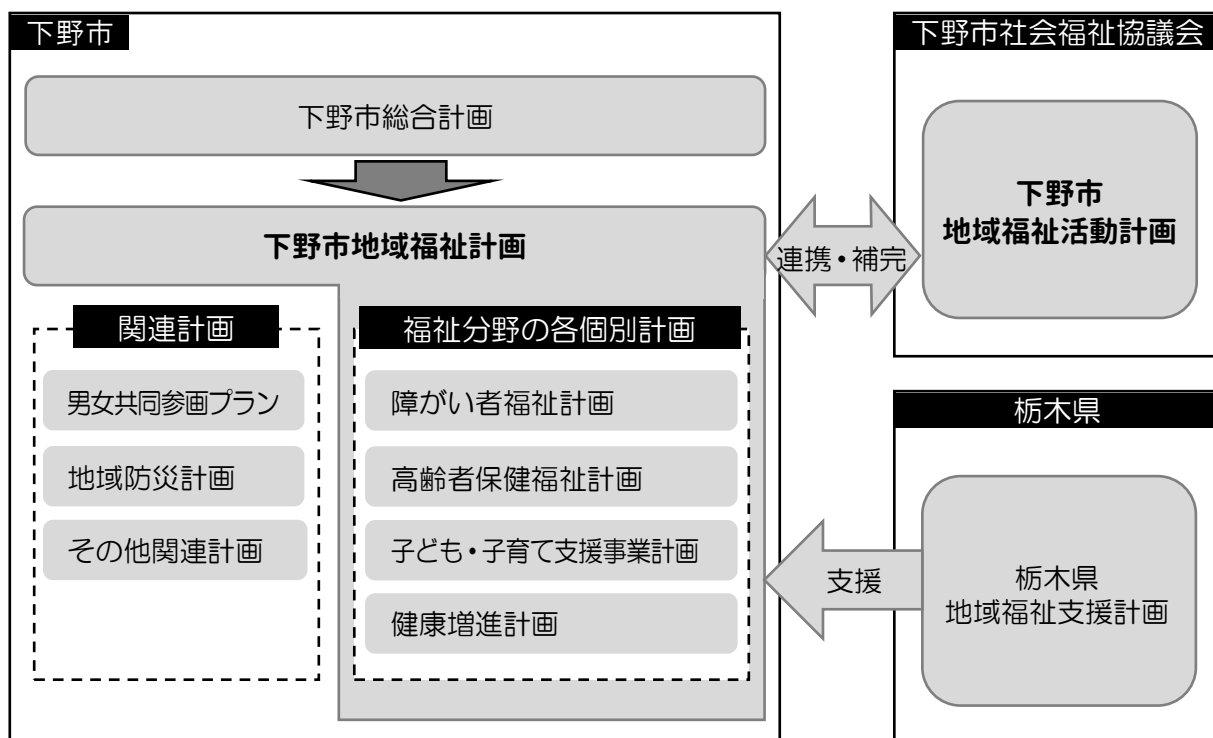 下野市
下野市総合計画
下野市地域福祉計画
関連計画
男女共同参画プラン
地域防災計画
その他関連計画
福祉分野の各個別計画
障がい者福祉計画
高齢者保健福祉計画
子ども・子育て支援事業計画
健康増進計画
連携・補完
支援
下野市社会福祉協議会
下野市
地域福祉活動計画
栃木県
栃木県
地域福祉支援計画